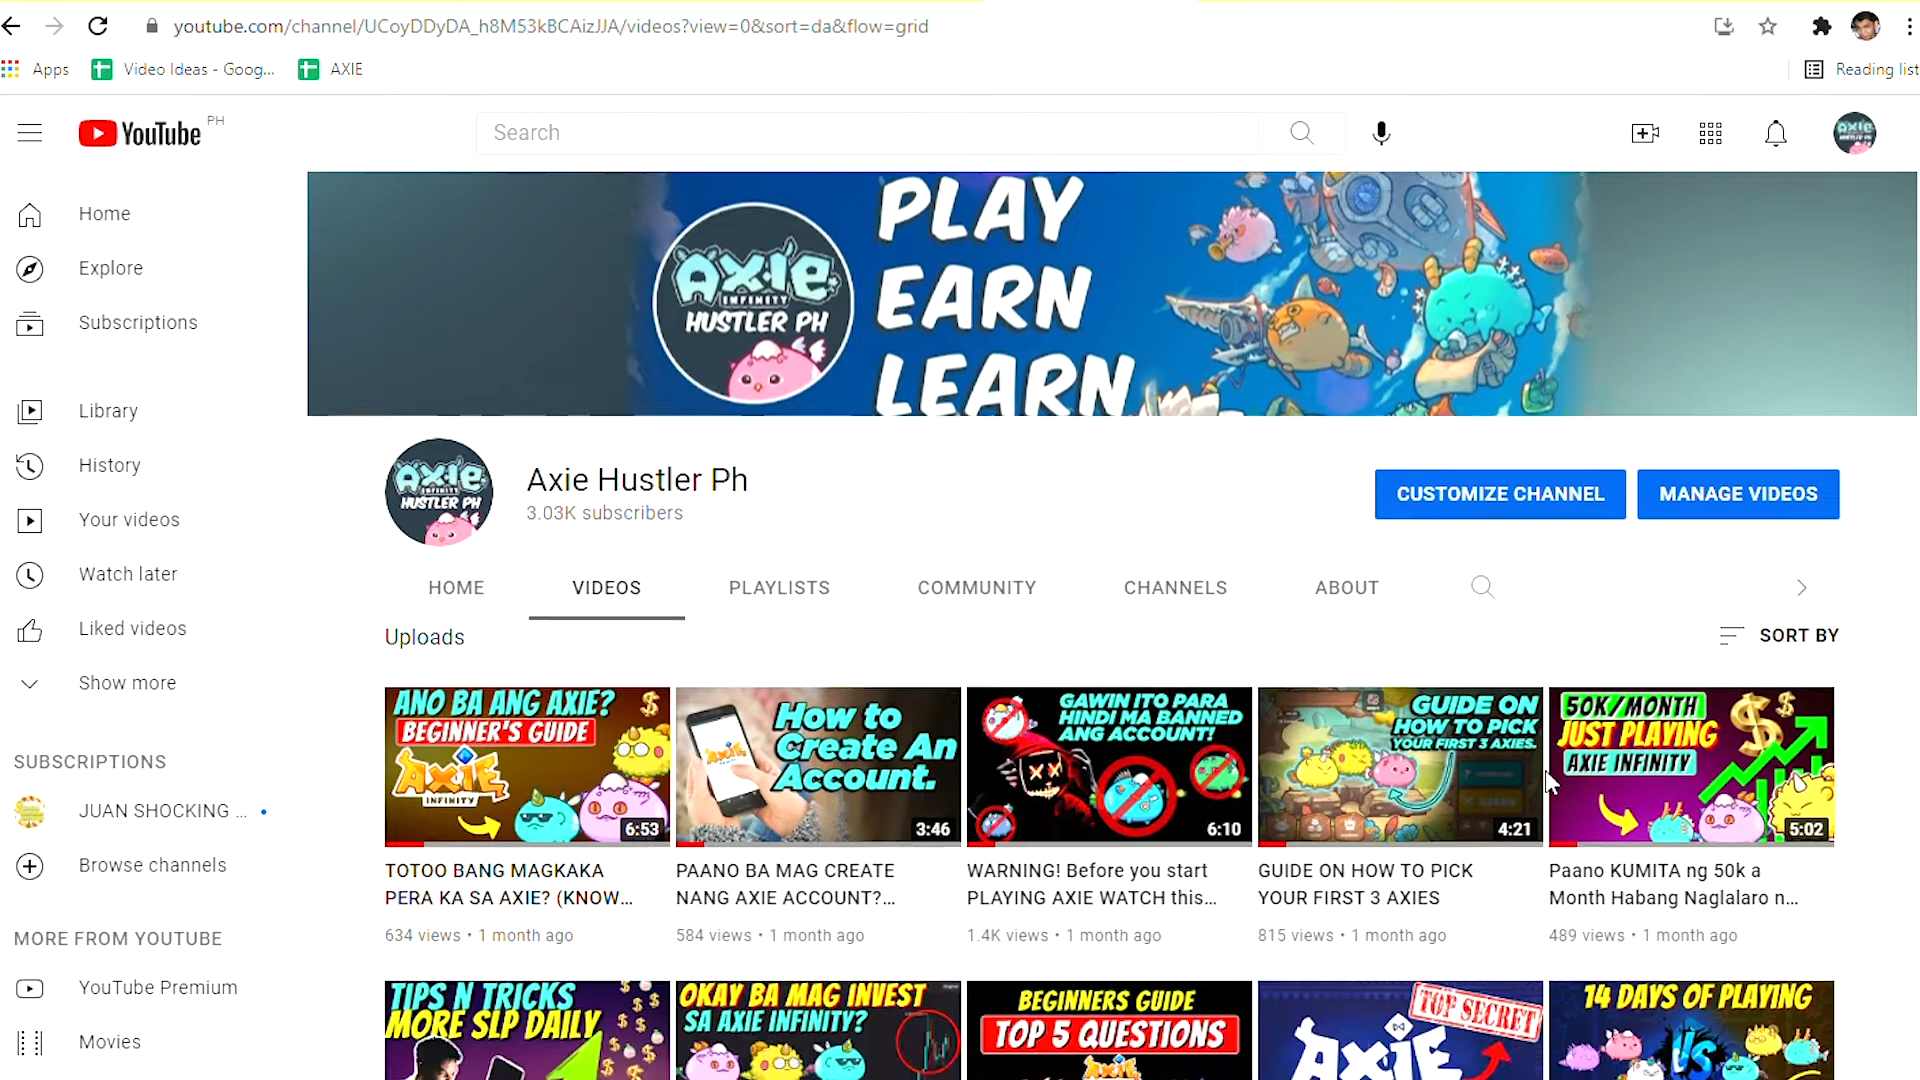 youtube.com/channel/UCoyDDyDA_h8M53kBCAizJJA/videos?view=0&sort=da&flow=grid
Apps
Video Ideas - Goog...
AXIE
Reading list
YouTube PH
Search
Home
Explore
Subscriptions
Library
History
Your videos
Watch later
Liked videos
Show more
SUBSCRIPTIONS
JUAN SHOCKING ...
Browse channels
MORE FROM YOUTUBE
YouTube Premium
Movies
AXIE
INFINITY
HUSTLER PH
PLAY
EARN
LEARN
AXIE
INFINITY
HUSTLER PH
Axie Hustler Ph
3.03K subscribers
CUSTOMIZE CHANNEL
MANAGE VIDEOS
HOME
VIDEOS
PLAYLISTS
COMMUNITY
CHANNELS
ABOUT
Uploads
SORT BY
ANO BA ANG AXIE?
BEGINNER'S GUIDE
AXIE
INFINITY
6:53
TOTOO BANG MAGKAKA
PERA KA SA AXIE? (KNOW...
634 views • 1 month ago
How to
Create An
Account.
3:46
PAANO BA MAG CREATE
NANG AXIE ACCOUNT?...
584 views • 1 month ago
GAWIN ITO PARA
HINDI MA BANNED
ANG ACCOUNT!
6:10
WARNING! Before you start
PLAYING AXIE WATCH this...
1.4K views • 1 month ago
GUIDE ON
HOW TO PICK
YOUR FIRST 3 AXIES.
4:21
GUIDE ON HOW TO PICK
YOUR FIRST 3 AXIES
815 views • 1 month ago
50K/MONTH
JUST PLAYING
AXIE INFINITY
5:02
Paano KUMITA ng 50k a
Month Habang Naglalaro n...
489 views • 1 month ago
TIPS N TRICKS
MORE SLP DAILY
OKAY BA MAG INVEST
SA AXIE INFINITY?
BEGINNERS GUIDE
TOP 5 QUESTIONS
TOP SECRET
AXIE
14 DAYS OF PLAYING
VS